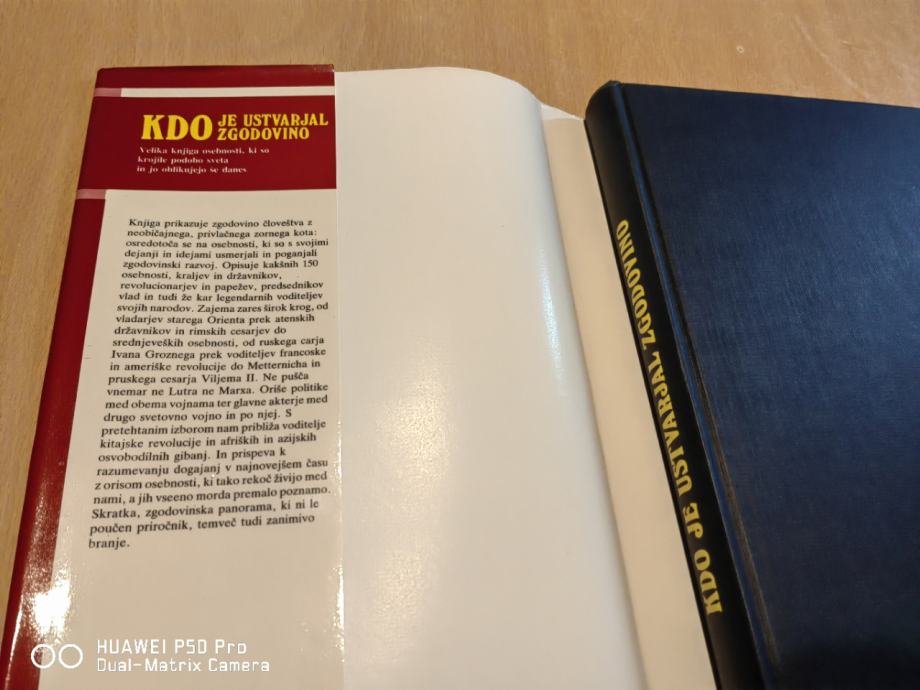 KDO JE USTVARJAL
ZGODOVINO
Velika knjiga osebnosti, ki so
krojile podobo sveta
in jo oblikujejo še danes
Knjiga prikazuje zgodovino človeštva z
neobičajnega, privlačnega zornega kota:
osredotoča se na osebnosti, ki so s svojimi
dejanji in idejami usmerjali in poganjali
zgodovinski razvoj. Opisuje kakšnih 150
osebnosti, kraljev in državnikov,
revolucionarjev in papežev, predsednikov
vlad in tudi že kar legendarnih voditeljev
svojih narodov. Zajema zares širok krog, od
vladarjev starega Orienta prek atenskih
državnikov in rimskih cesarjev do
srednjeveških osebnosti, od ruskega carja
Ivana Groznega prek voditeljev francoske
in ameriške revolucije do Metternicha in
pruskega cesarja Viljema II. Ne pušča
vnemar ne Lutra ne Marxa. Oriše politike
med obema vojnama ter glavne akterje med
drugo svetovno vojno in po njej. S
pretehtanim izborom nam približa voditelje
kitajske revolucije in afriških in azijskih
osvobodilnih gibanj. In prispeva k
razumevanju dogajanj v najnovejšem času
z orisom osebnosti, ki tako rekoč živijo med
nami, a jih vseeno morda premalo poznamo.
Skratka, zgodovinska panorama, ki ni le
poučen priročnik, temveč tudi zanimivo
branje.
KDO JE USTVARJAL ZGODOVINO
HUAWEI P50 Pro
Dual-Matrix Camera